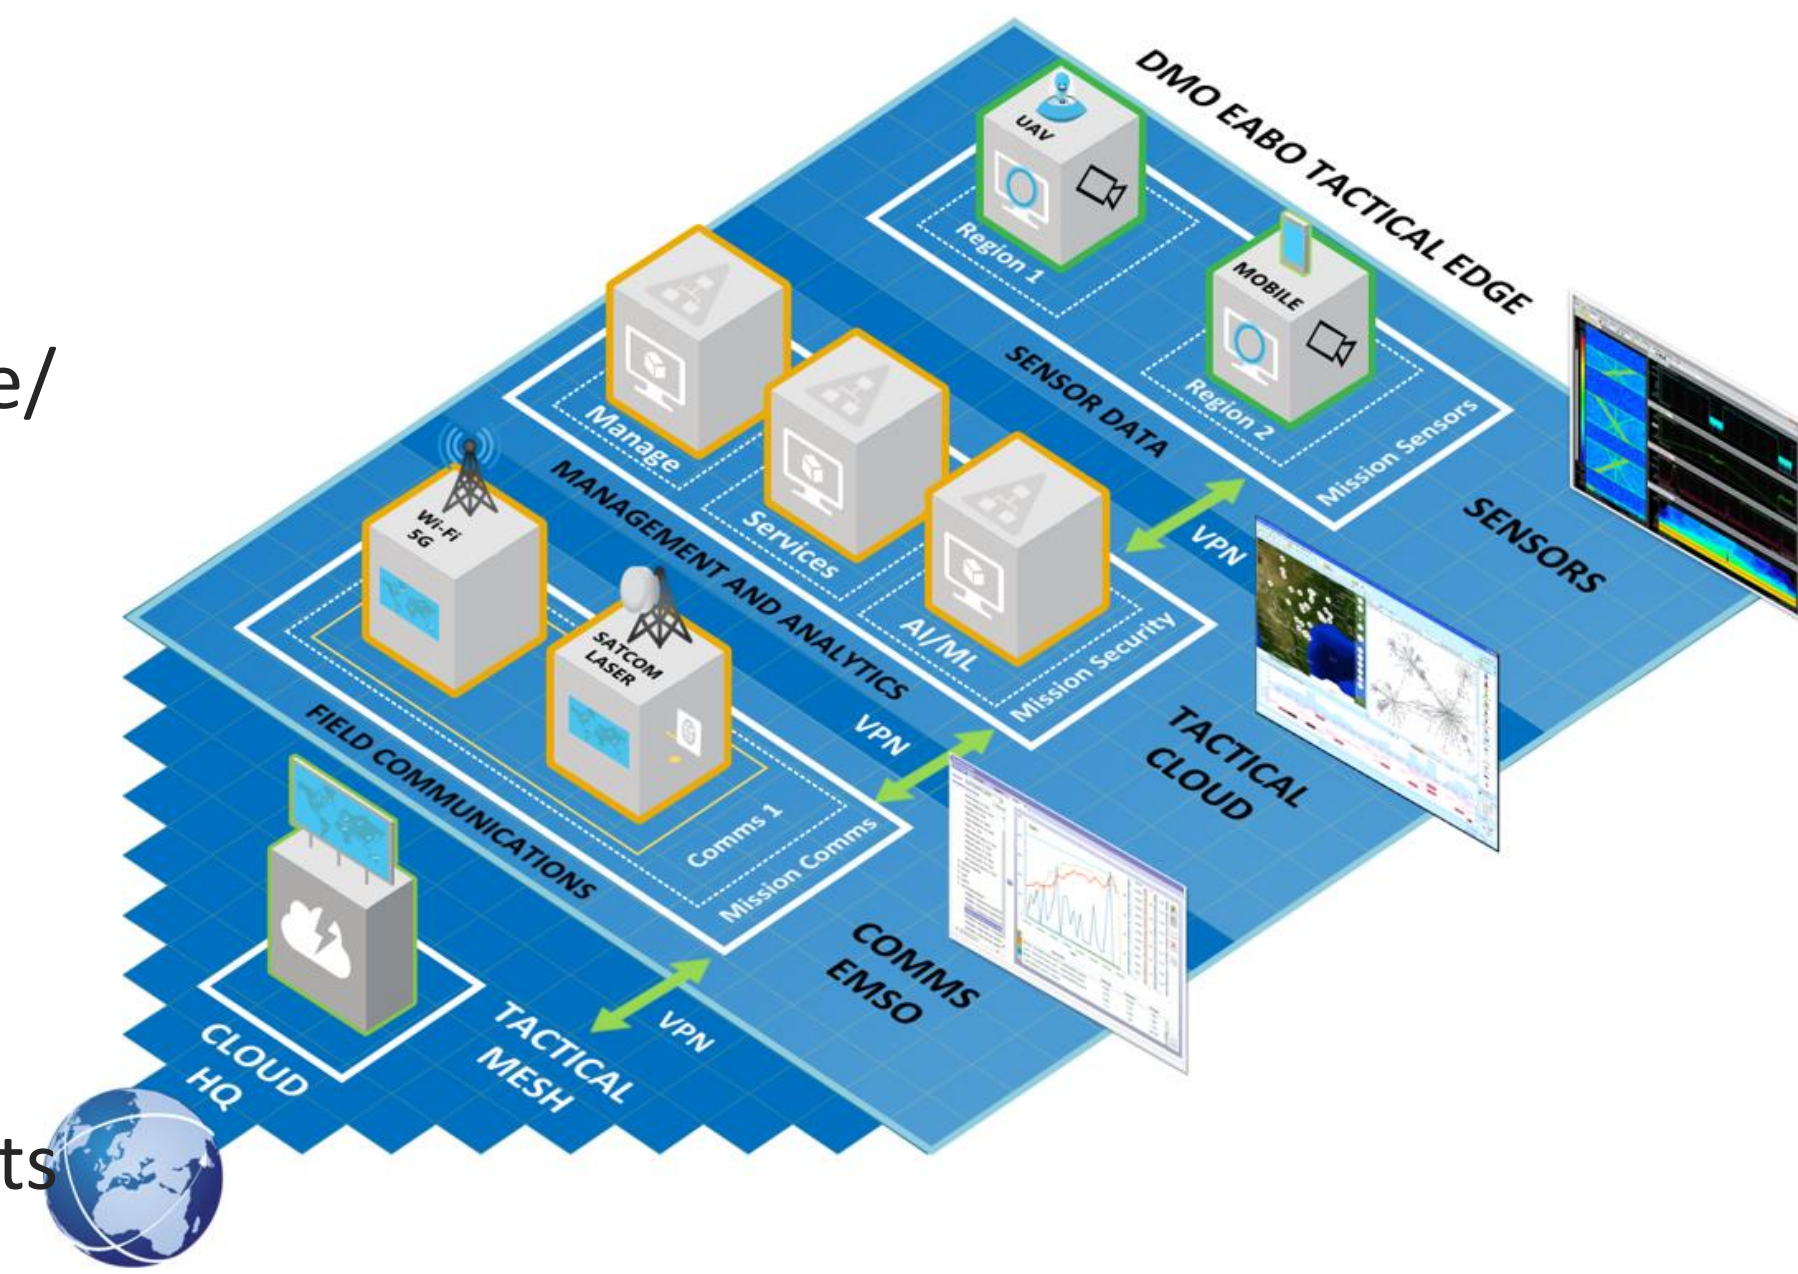 DMO EABO TACTICAL EDGE
UAV
Region 1
MOBILE
Region 2
Mission Sensors
SENSOR DATA
SENSORS
VPN
Manage
Services
AI/ML
Mission Security
MANAGEMENT AND ANALYTICS
TACTICAL
CLOUD
VPN
Wi-Fi
5G
SATCOM
LASER
Comms 1
Mission Comms
FIELD COMMUNICATIONS
COMMS
EMSO
VPN
CLOUD
HQ
TACTICAL
MESH
e/
ts